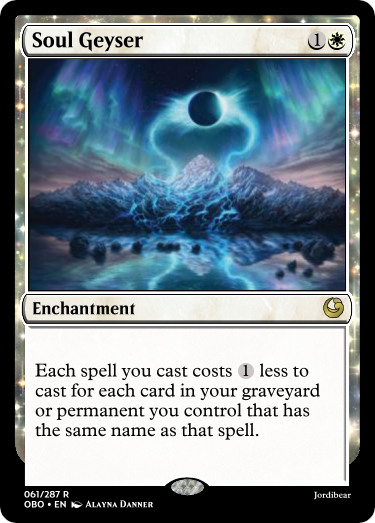 Soul Geyser 1
Enchantment
Each spell you cast costs 1 less to
cast for each card in your graveyard
or permanent you control that has
the same name as that spell.
061/287 R
OBO • EN Alayna Danner
Jordibear